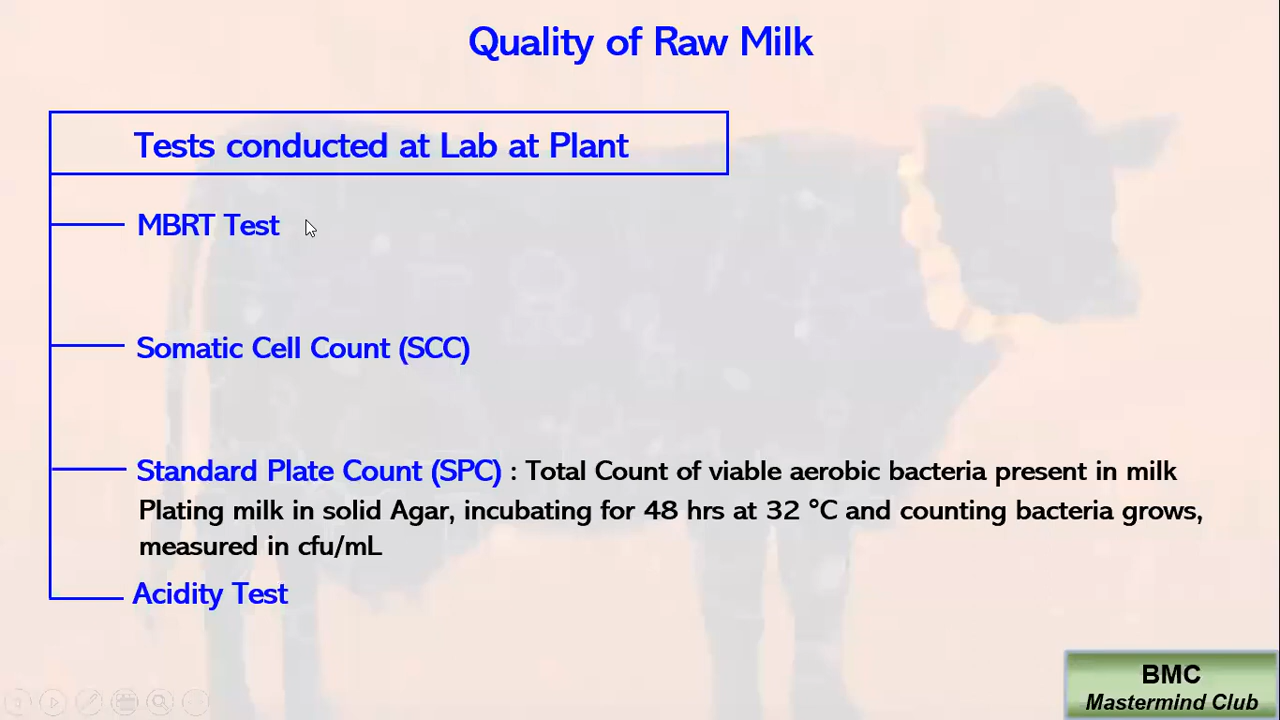 Quality of Raw Milk
Tests conducted at Lab at Plant
MBRT Test
Somatic Cell Count (SCC)
Standard Plate Count (SPC) : Total Count of viable aerobic bacteria present in milk
Plating milk in solid Agar, incubating for 48 hrs at 32 °C and counting bacteria grows,
measured in cfu/mL
Acidity Test
BMC
Mastermind Club